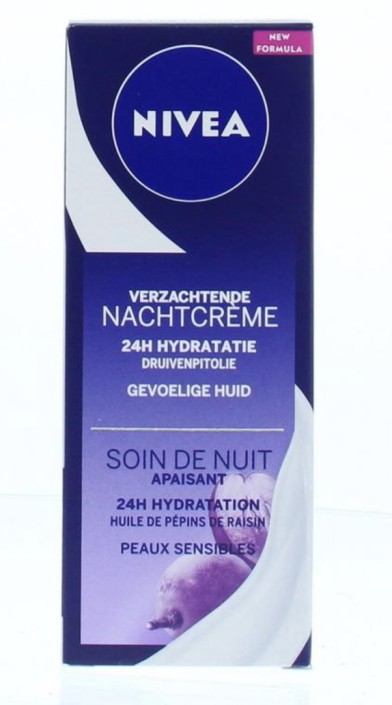 NEW
FORMULA
NIVEA
VERZACHTENDE
NACHTCRÈME
24H HYDRATATIE
DRUIVENPITOLIE
GEVOELIGE HUID
SOIN DE NUIT
APAISANT
24H HYDRATATION
HUILE DE PÉPINS DE RAISIN
PEAUX SENSIBLES